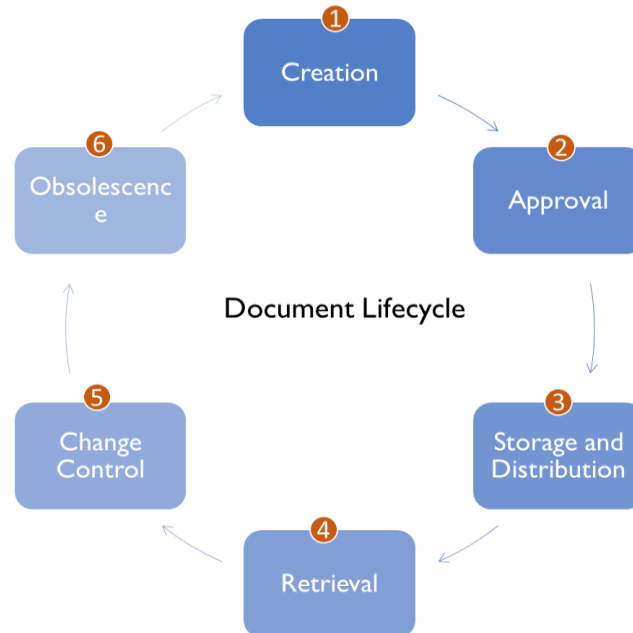 1
Creation
2
Approval
3
Storage and
Distribution
4
Retrieval
5
Change
Control
6
Obsolescenc
e
Document Lifecycle